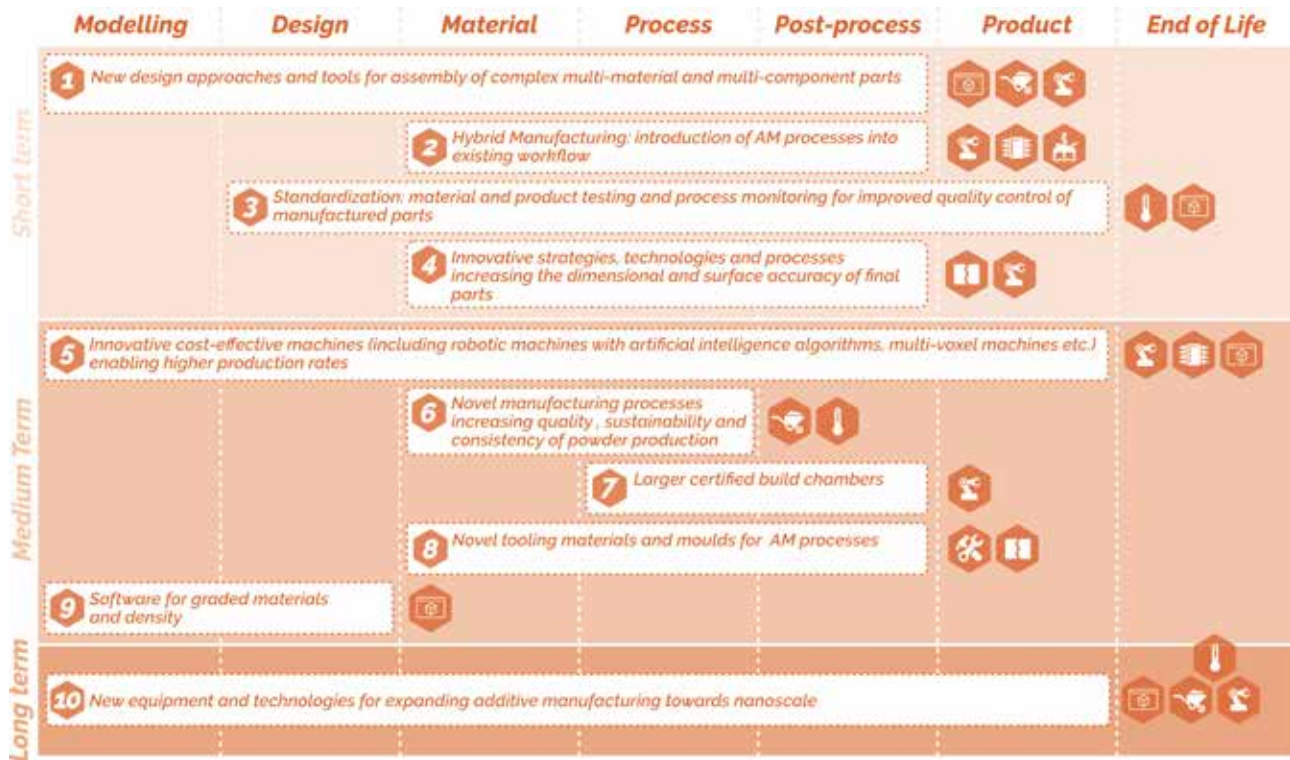 Modelling Design Material Process Post-process Product End of Life
Short term
1 New design approaches and tools for assembly of complex multi-material and multi-component parts
2 Hybrid Manufacturing: introduction of AM processes into
existing workflow
3 Standardization: material and product testing and process monitoring for improved quality control of
manufactured parts
4 Innovative strategies, technologies and processes
increasing the dimensional and surface accuracy of final
parts
Medium Term
5 Innovative cost-effective machines (including robotic machines with artificial intelligence algorithms, multi-voxel machines etc.)
enabling higher production rates
6 Novel manufacturing processes
increasing quality , sustainability and
consistency of powder production
7 Larger certified build chambers
8 Novel tooling materials and moulds for AM processes
9 Software for graded materials
and density
Long term
10 New equipment and technologies for expanding additive manufacturing towards nanoscale